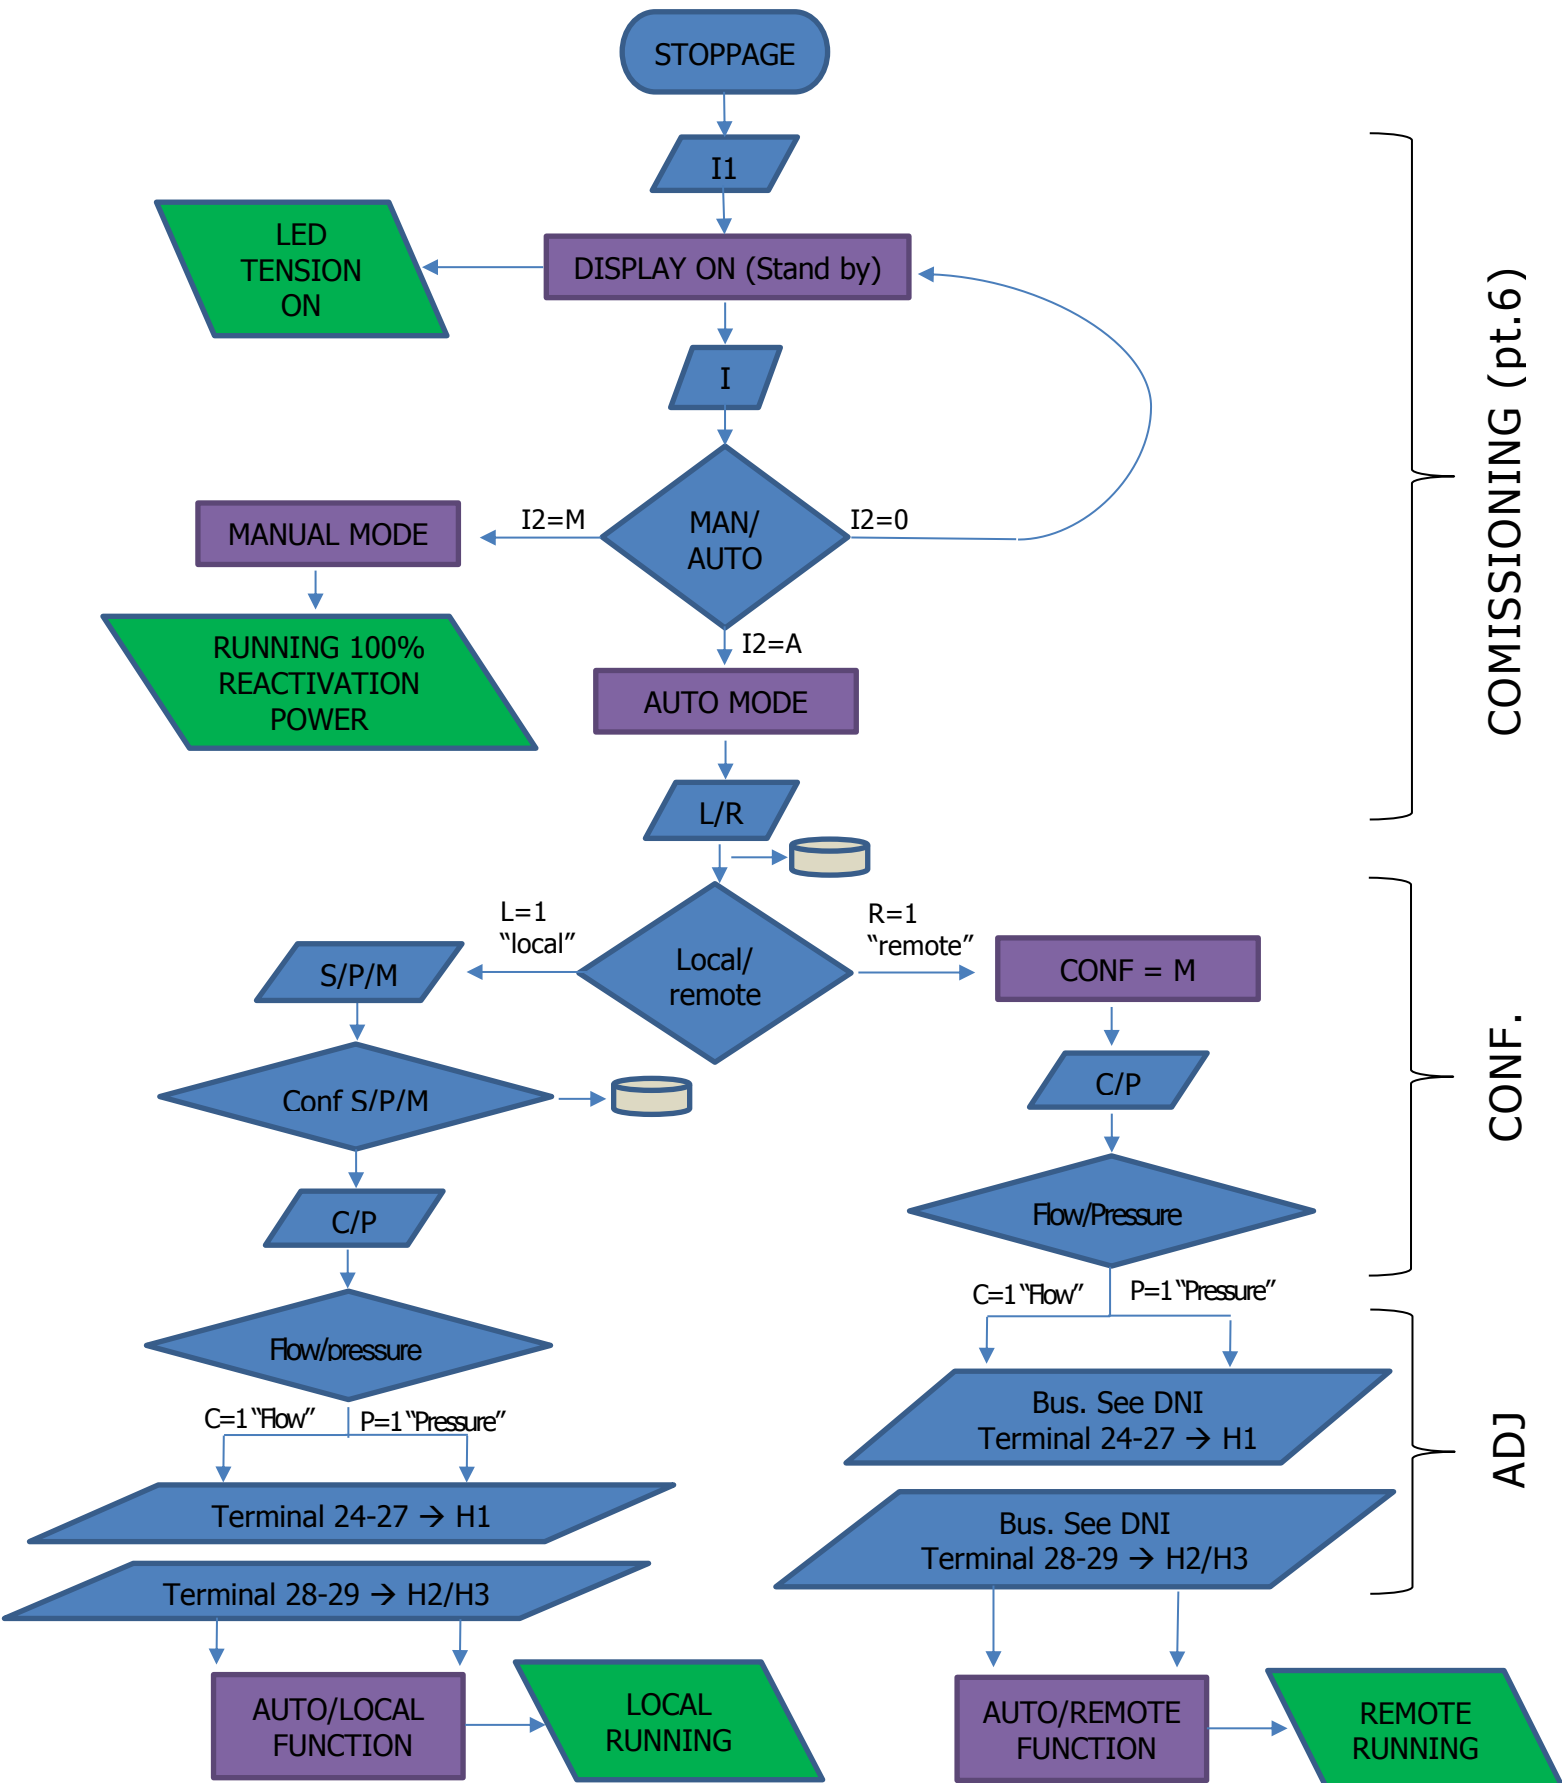 STOPPAGE
I1
LED
TENSION
ON
DISPLAY ON (Stand by)
I
I2=M
MAN/
AUTO
I2=0
MANUAL MODE
RUNNING 100%
REACTIVATION
POWER
I2=A
AUTO MODE
L/R
COMISSIONING (pt.6)
L=1
“local”
Local/
remote
R=1
“remote”
S/P/M
CONF = M
Conf S/P/M
C/P
C/P
Flow/Pressure
CONF.
Flow/pressure
C=1 “Flow”
P=1 “Pressure”
C=1 “Flow”
P=1 “Pressure”
Bus. See DNI
Terminal 24-27 → H1
Terminal 24-27 → H1
Bus. See DNI
Terminal 28-29 → H2/H3
Terminal 28-29 → H2/H3
ADJ
AUTO/LOCAL
FUNCTION
LOCAL
RUNNING
AUTO/REMOTE
FUNCTION
REMOTE
RUNNING